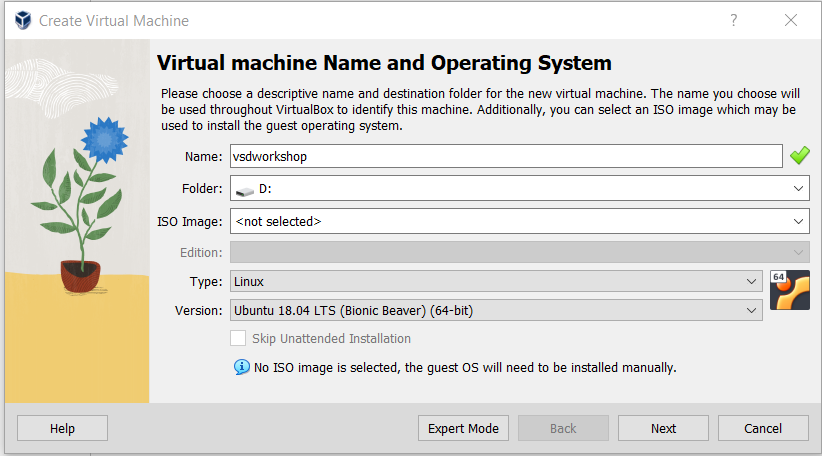 Create Virtual Machine
?
Virtual machine Name and Operating System
Please choose a descriptive name and destination folder for the new virtual machine. The name you choose will
be used throughout VirtualBox to identify this machine. Additionally, you can select an ISO image which may be
used to install the guest operating system.
Name: vsdworkshop
Folder: D:
ISO Image: <not selected>
Edition:
Type: Linux
64
Version: Ubuntu 18.04 LTS (Bionic Beaver) (64-bit)
Skip Unattended Installation
No ISO image is selected, the guest OS will need to be installed manually.
Help Expert Mode Back Next Cancel